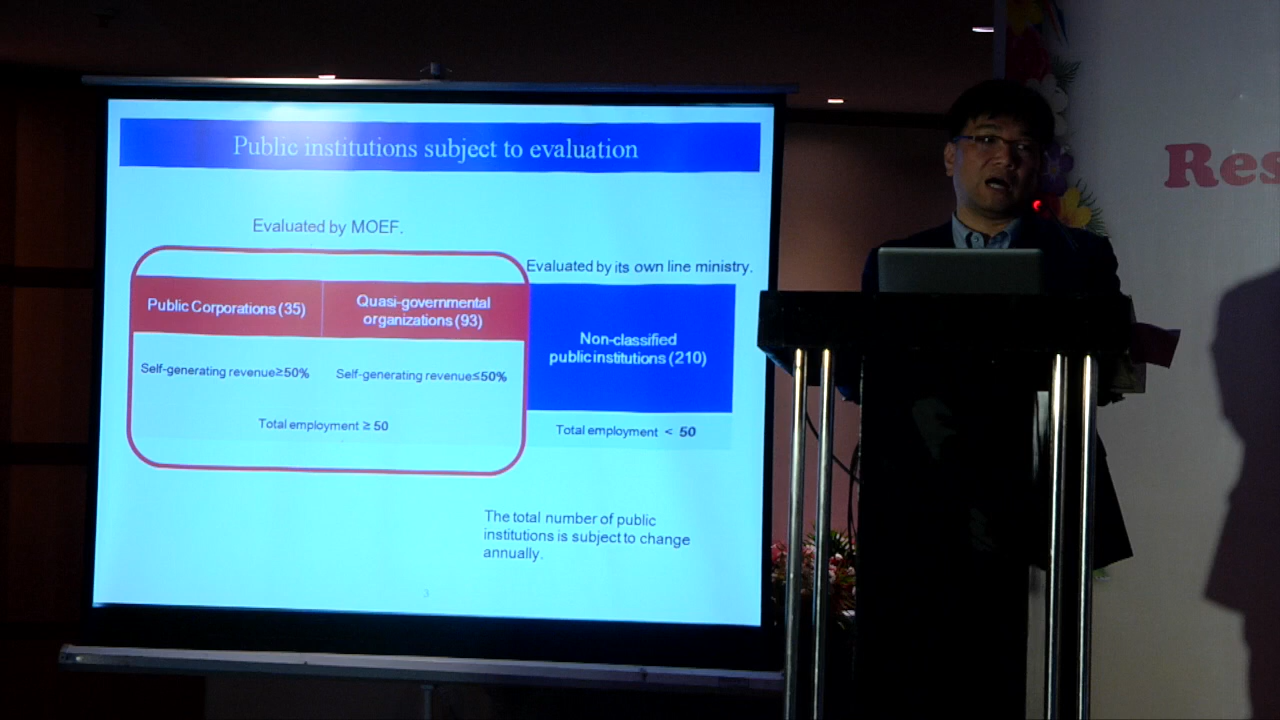 Public institutions subject to evaluation
Evaluated by MOEF.
Evaluated by its own line ministry.
Public Corporations (35)
Quasi-governmental
organizations (93)
Non-classified
public institutions (210)
Self-generating revenue≥50%
Self-generating revenue≤50%
Total employment ≥ 50
Total employment < 50
The total number of public
institutions is subject to change
annually.
3
Res